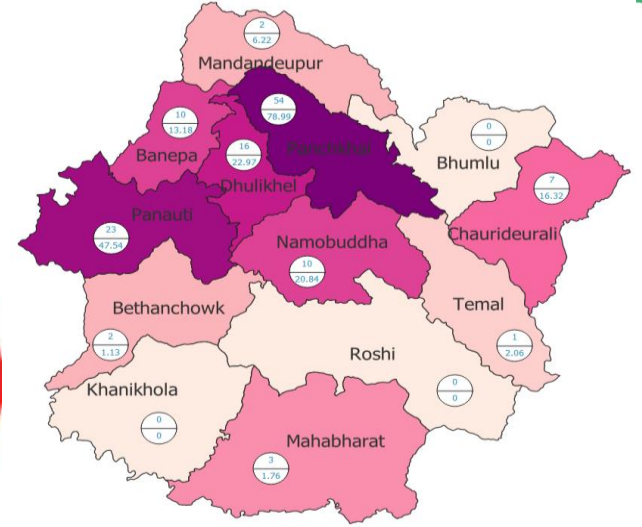 2
6.22
Mandandeupur
54
78.99
Panchkhal
10
13.18
Banepa
16
22.97
Dhulikhel
0
0
Bhumlu
7
16.32
Chaurideurali
Panauti
23
47.54
Namobuddha
10
20.84
Bethanchowk
2
1.13
Temal
1
2.06
Roshi
0
0
Khanikhola
0
0
Mahabharat
3
1.76